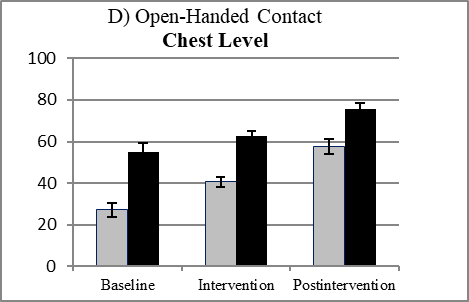 D) Open-Handed Contact
Chest Level
100
80
60
40
20
0
Baseline Intervention Postintervention